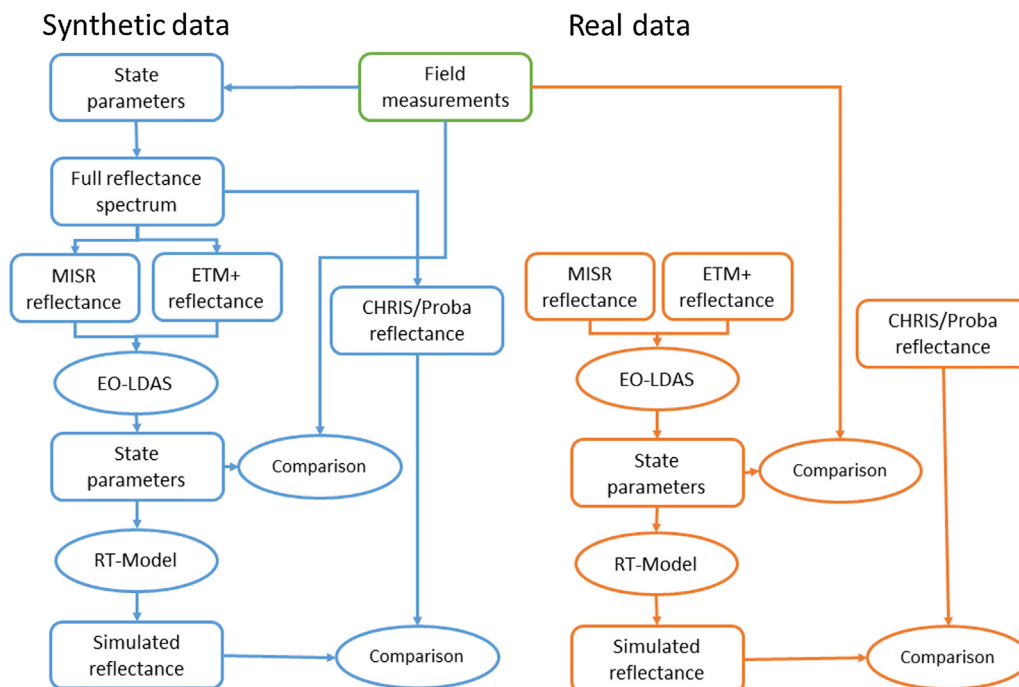 Synthetic data
Real data
State
parameters
Field
measurements
Full reflectance
spectrum
MISR
reflectance
ETM+
reflectance
CHRIS/Proba
reflectance
EO-LDAS
State
parameters
Comparison
RT-Model
Simulated
reflectance
Comparison
MISR
reflectance
ETM+
reflectance
CHRIS/Proba
reflectance
EO-LDAS
State
parameters
Comparison
RT-Model
Simulated
reflectance
Comparison